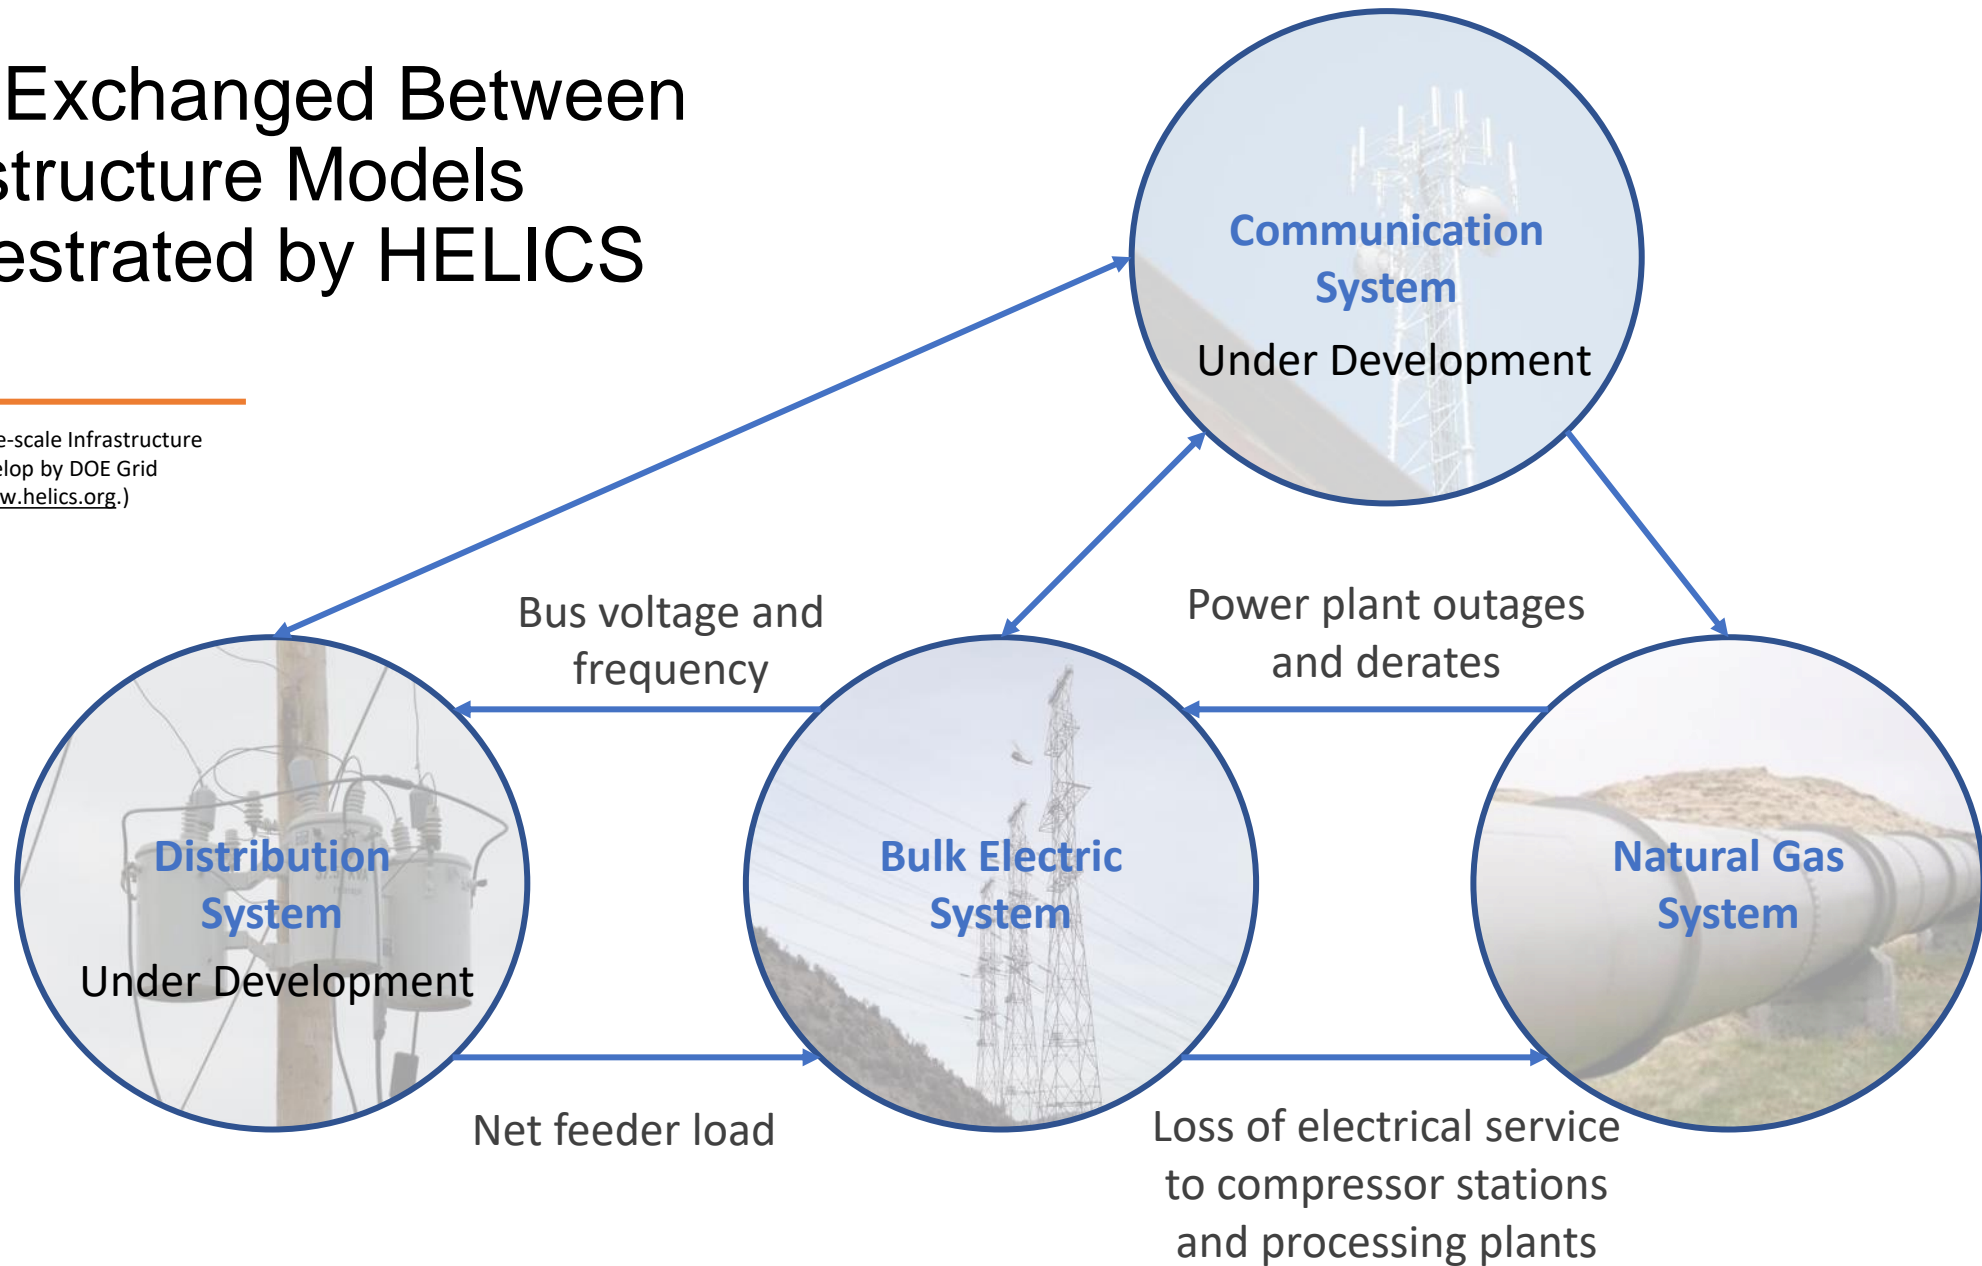 Exchanged Between
structure Models
estrated by HELICS
e-scale Infrastructure
elop by DOE Grid
w.helics.org.)
Communication
System
Under Development
Bus voltage and
frequency
Power plant outages
and derates
Distribution
System
Under Development
Bulk Electric
System
Natural Gas
System
Net feeder load
Loss of electrical service
to compressor stations
and processing plants